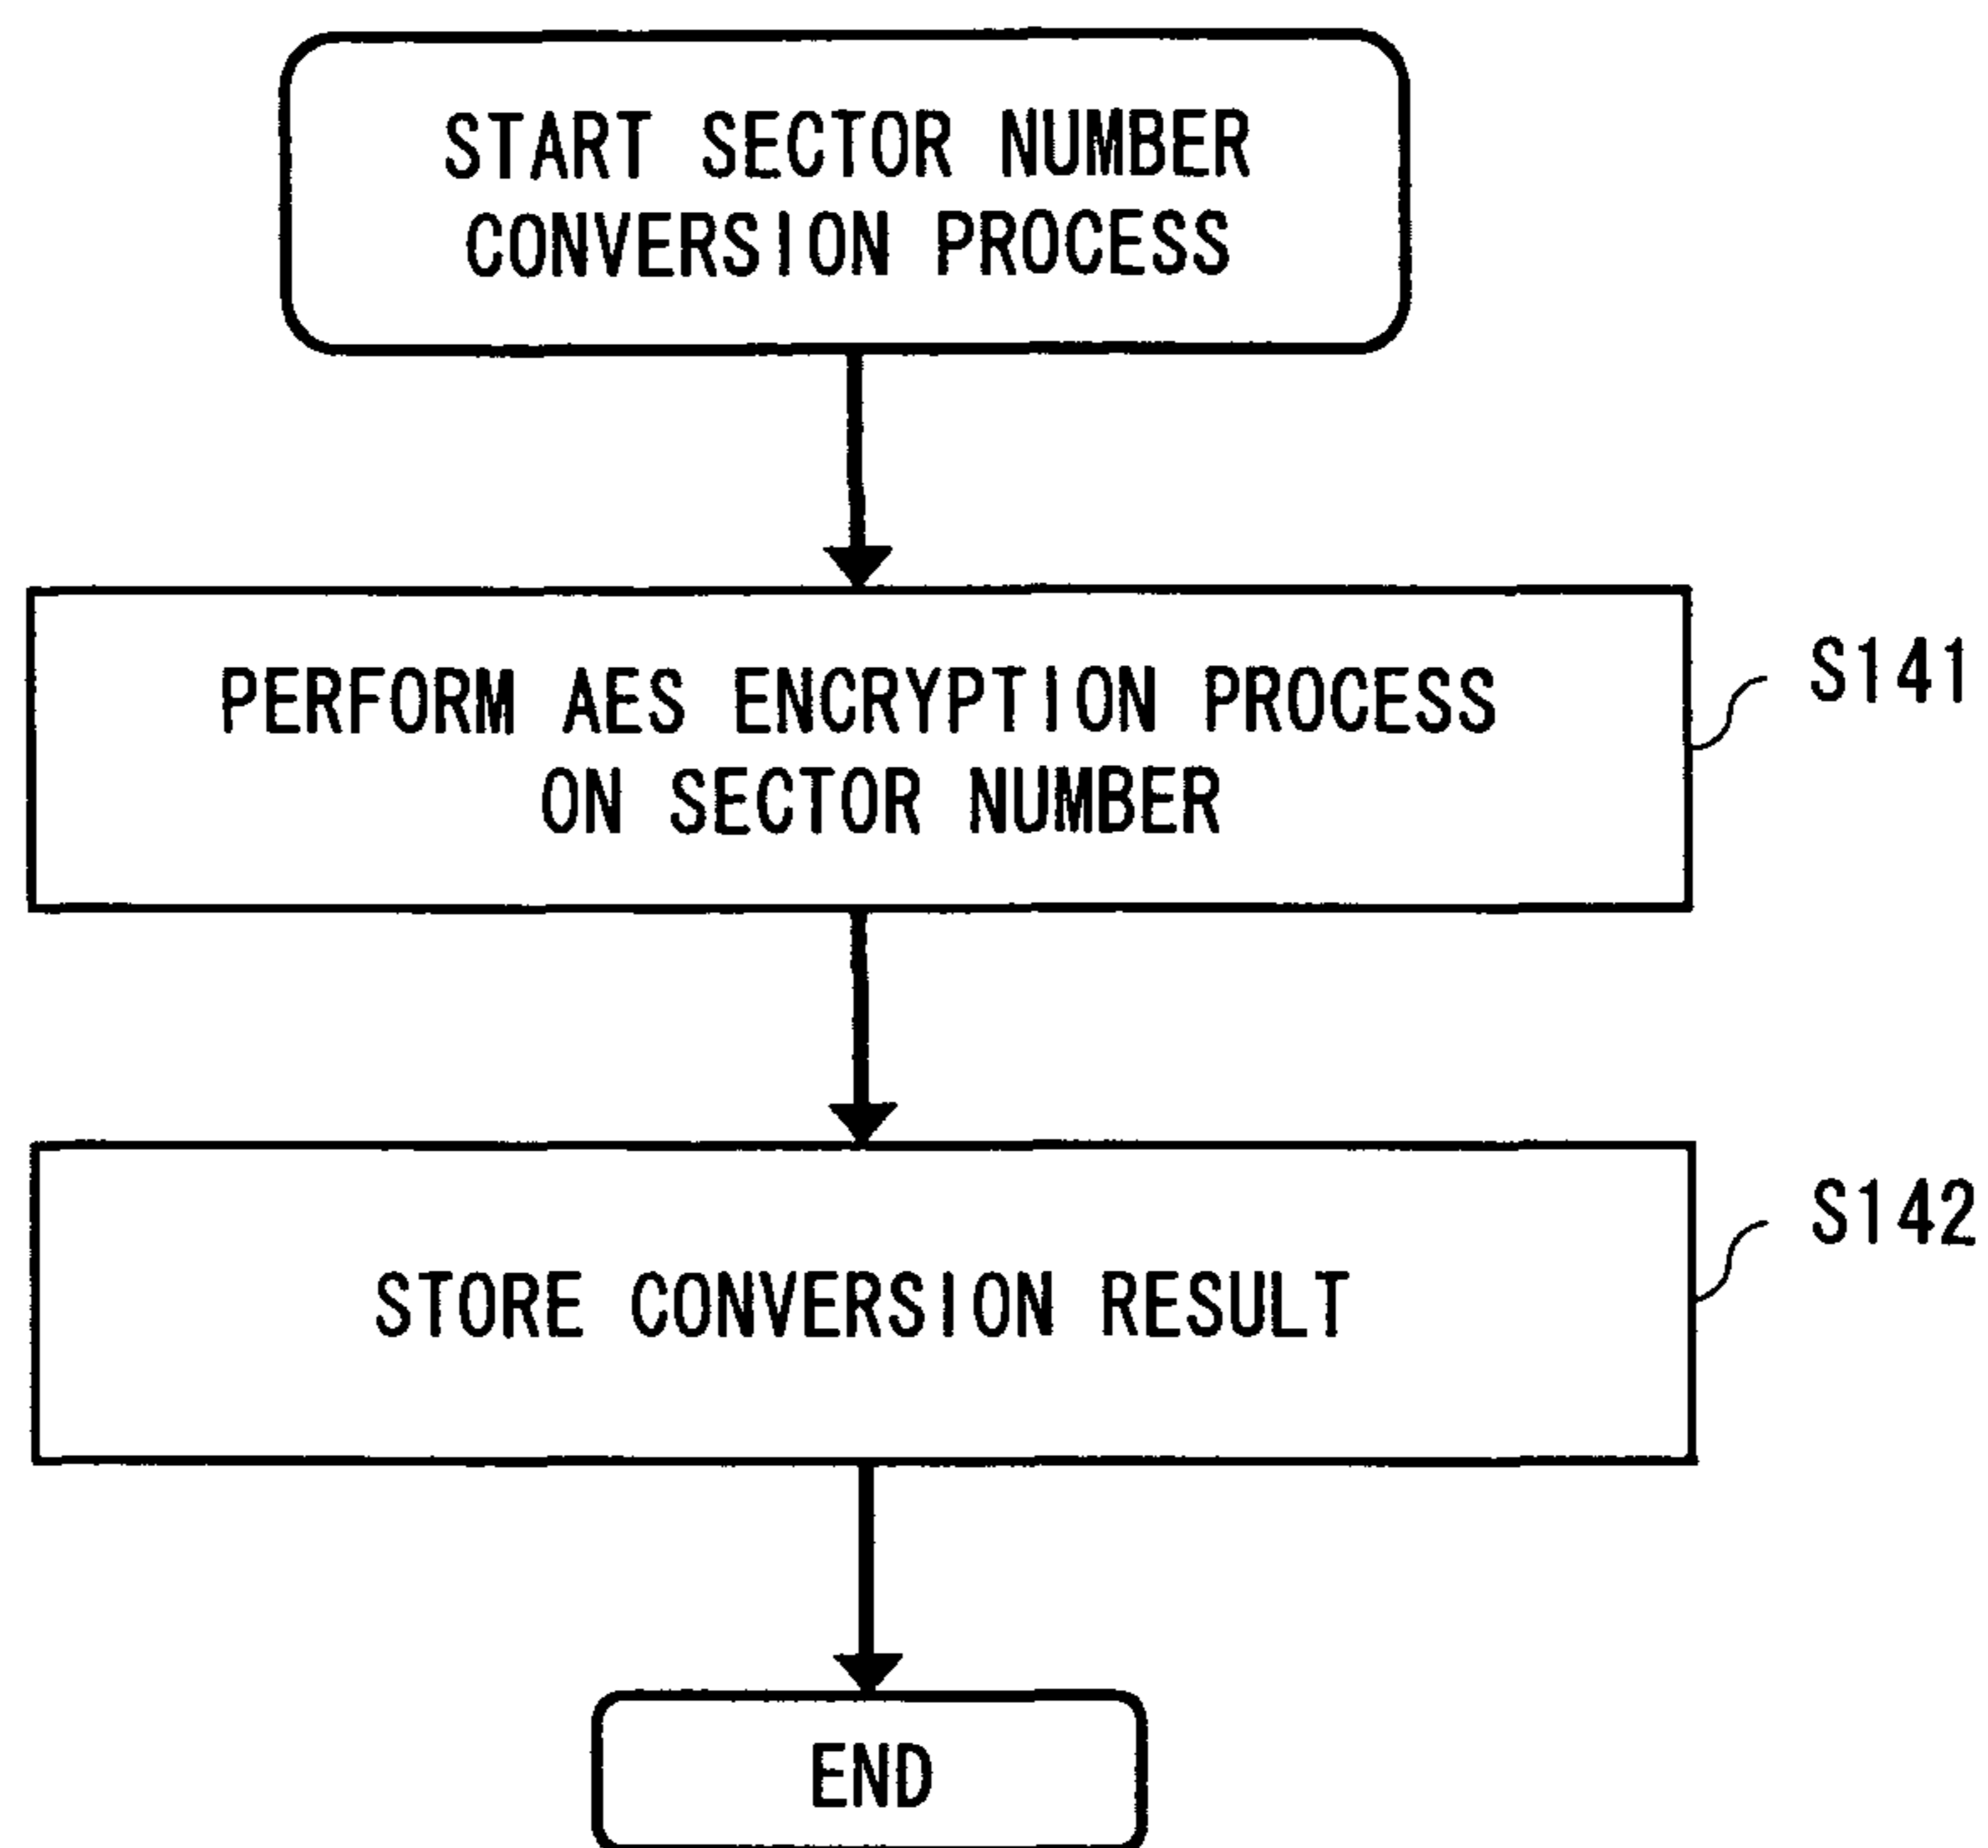 START SECTOR NUMBER
CONVERSION PROCESS
PERFORM AES ENCRYPTION PROCESS
ON SECTOR NUMBER
S141
STORE CONVERSION RESULT
S142
END